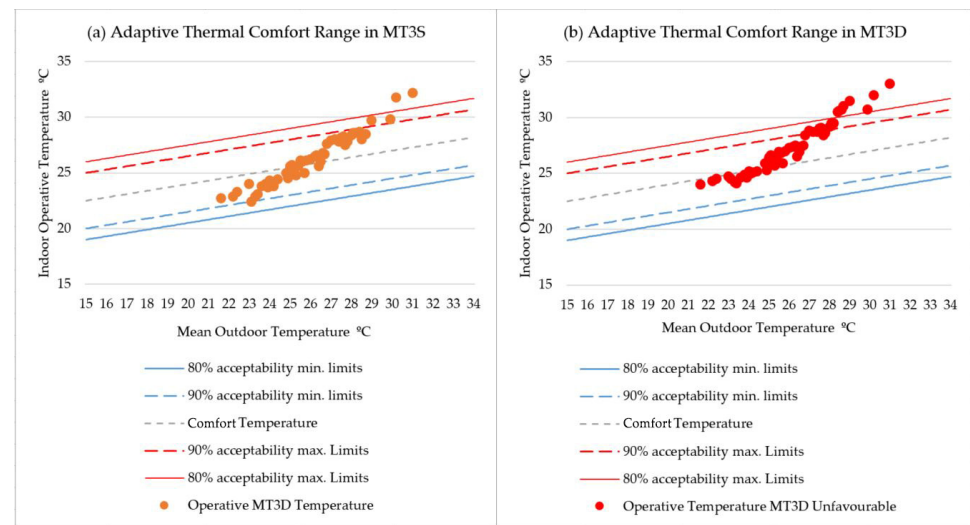 (a) Adaptive Thermal Comfort Range in MT3S
Indoor Operative Temperature ºC
35
30
25
20
15
15 16 17 18 19 20 21 22 23 24 25 26 27 28 29 30 31 32 33 34
Mean Outdoor Temperature ºC
80% acceptability min. limits
90% acceptability min. limits
Comfort Temperature
90% acceptability max. Limits
80% acceptability max. Limits
Operative MT3D Temperature
(b) Adaptive Thermal Comfort Range in MT3D
Indoor Operative Temperature ºC
35
30
25
20
15
15 16 17 18 19 20 21 22 23 24 25 26 27 28 29 30 31 32 33 34
Mean Outdoor Temperature ºC
80% acceptability min. limits
90% acceptability min. limits
Comfort Temperature
90% acceptability max. Limits
80% acceptability max. Limits
Operative Temperature MT3D Unfavourable